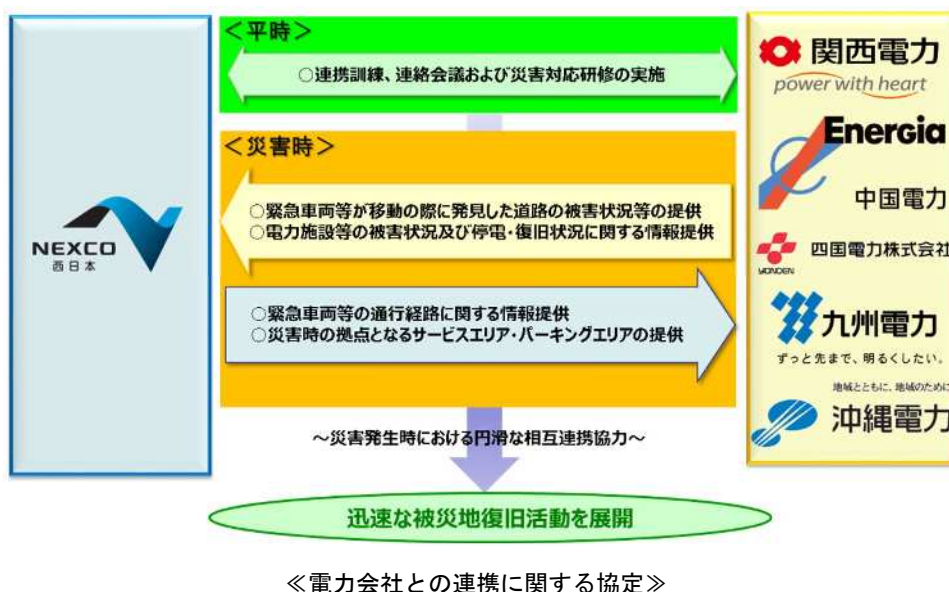 NEXCO
西日本
＜平時＞
○連携訓練、連絡会議および災害対応研修の実施
＜災害時＞
○緊急車両等が移動の際に発見した道路の被害状況等の提供
○電力施設等の被害状況及び停電・復旧状況に関する情報提供
○緊急車両等の通行経路に関する情報提供
○災害時の拠点となるサービスエリア・パーキングエリアの提供
～災害発生時における円滑な相互連携協力～
迅速な被災地復旧活動を展開
関西電力
power with heart
Energia
中国電力
YONDEN
四国電力株式会社
九州電力
ずっと先まで、明るくしたい。
地域とともに、地域のために
沖縄電力
≪電力会社との連携に関する協定≫